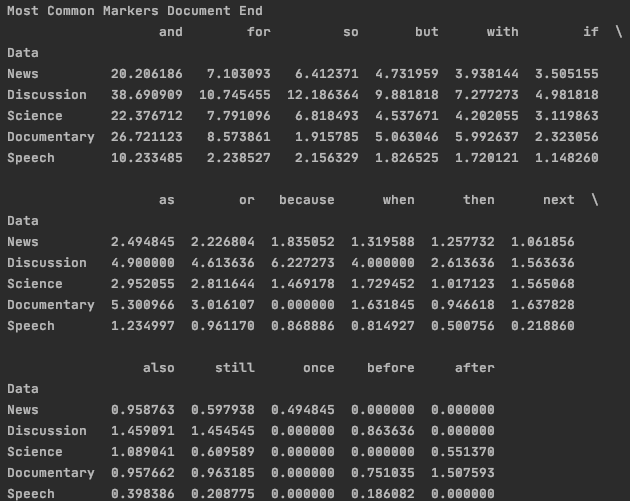 Most Common Markers Document End
and for so but with if \
Data
News 20.206186 7.103093 6.412371 4.731959 3.938144 3.505155
Discussion 38.690909 10.745455 12.186364 9.881818 7.277273 4.981818
Science 22.376712 7.791096 6.818493 4.537671 4.202055 3.119863
Documentary 26.721123 8.573861 1.915785 5.063046 5.992637 2.323056
Speech 10.233485 2.238527 2.156329 1.826525 1.720121 1.148260
as or because when then next \
Data
News 2.494845 2.226804 1.835052 1.319588 1.257732 1.061856
Discussion 4.900000 4.613636 6.227273 4.000000 2.613636 1.563636
Science 2.952055 2.811644 1.469178 1.729452 1.017123 1.565068
Documentary 5.300966 3.016107 0.000000 1.631845 0.946618 1.637828
Speech 1.234997 0.961170 0.868886 0.814927 0.500756 0.218860
also still once before after
Data
News 0.958763 0.597938 0.494845 0.000000 0.000000
Discussion 1.459091 1.454545 0.000000 0.863636 0.000000
Science 1.089041 0.609589 0.000000 0.000000 0.551370
Documentary 0.957662 0.963185 0.000000 0.751035 1.507593
Speech 0.398386 0.208775 0.000000 0.186082 0.000000